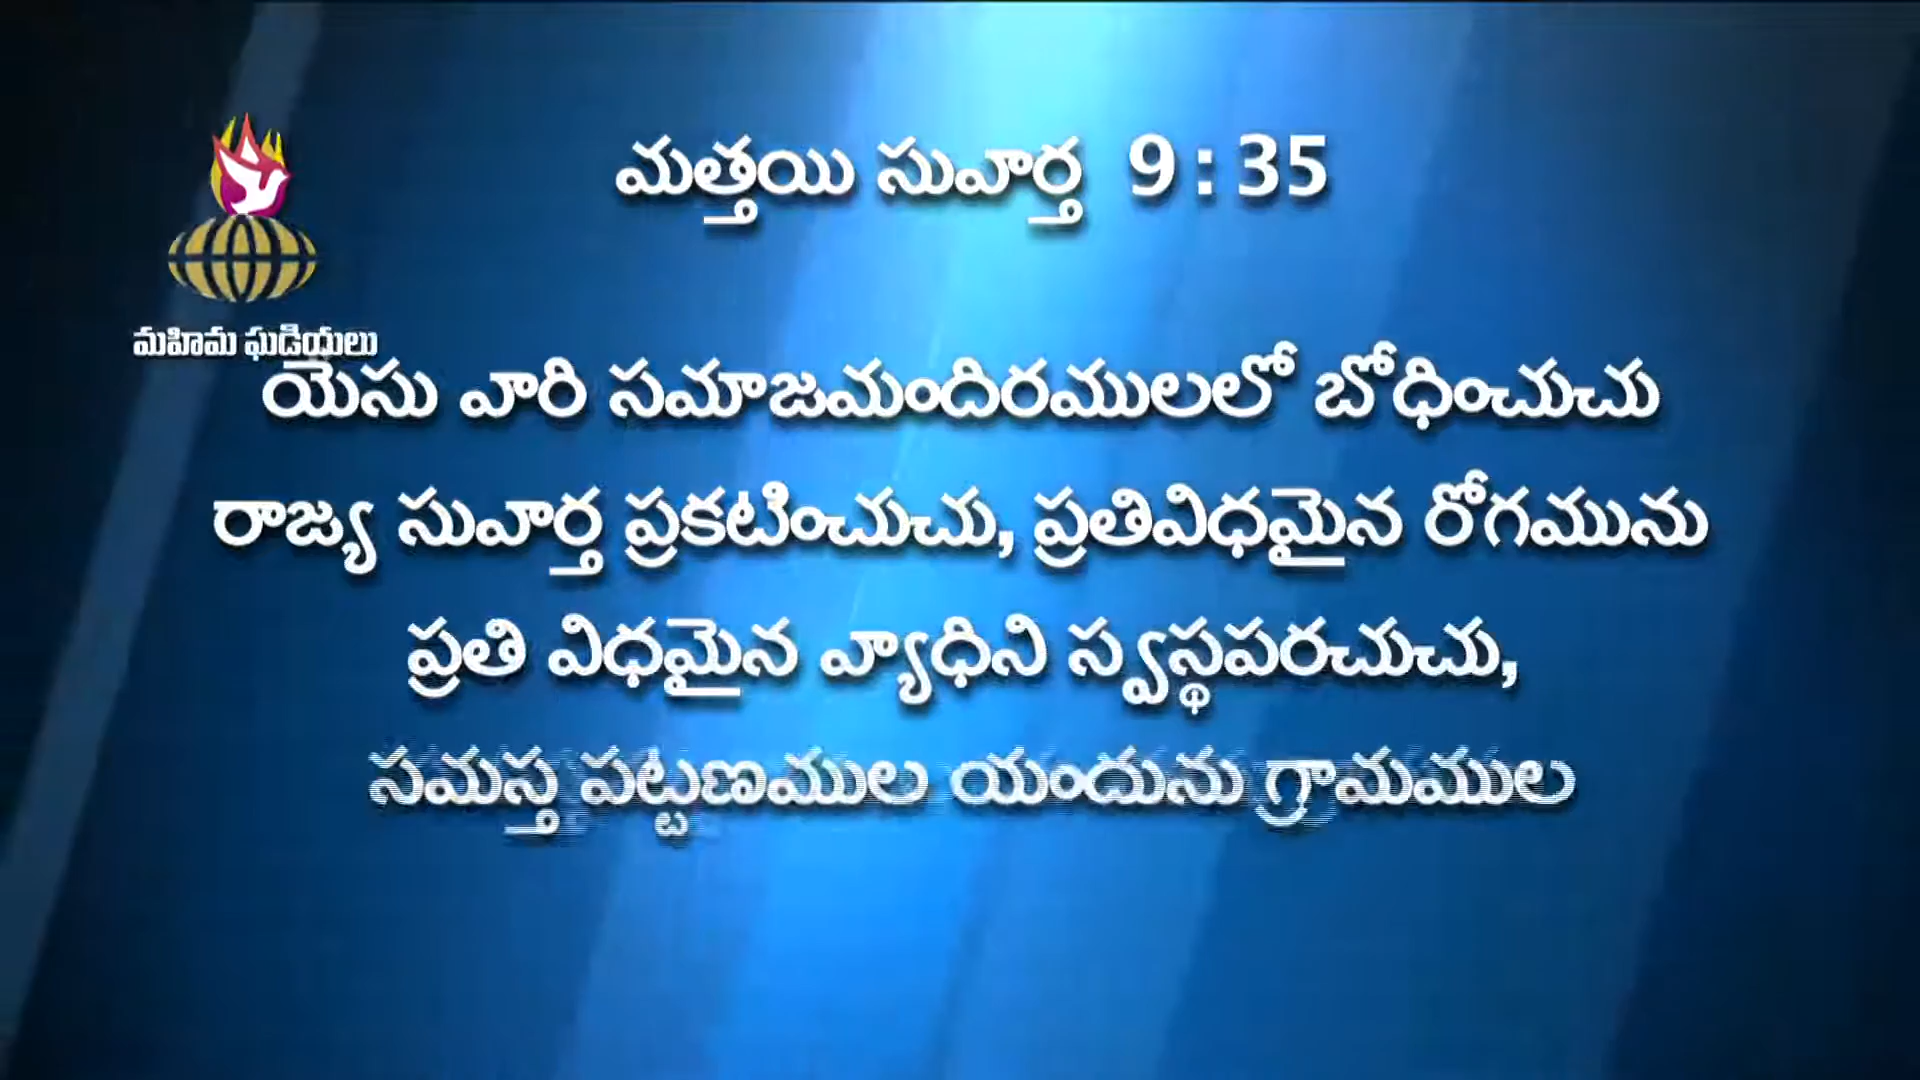 మత్తయి సువార్త 9 : 35
మహిమ ఘడియలు
యేసు వారి సమాజమందిరములలో బోధించుచు
రాజ్య సువార్త ప్రకటించుచు, ప్రతివిధమైన రోగమును
ప్రతి విధమైన వ్యాధిని స్వస్థపరచుచు,
సమస్త పట్టణముల యందును గ్రామముల